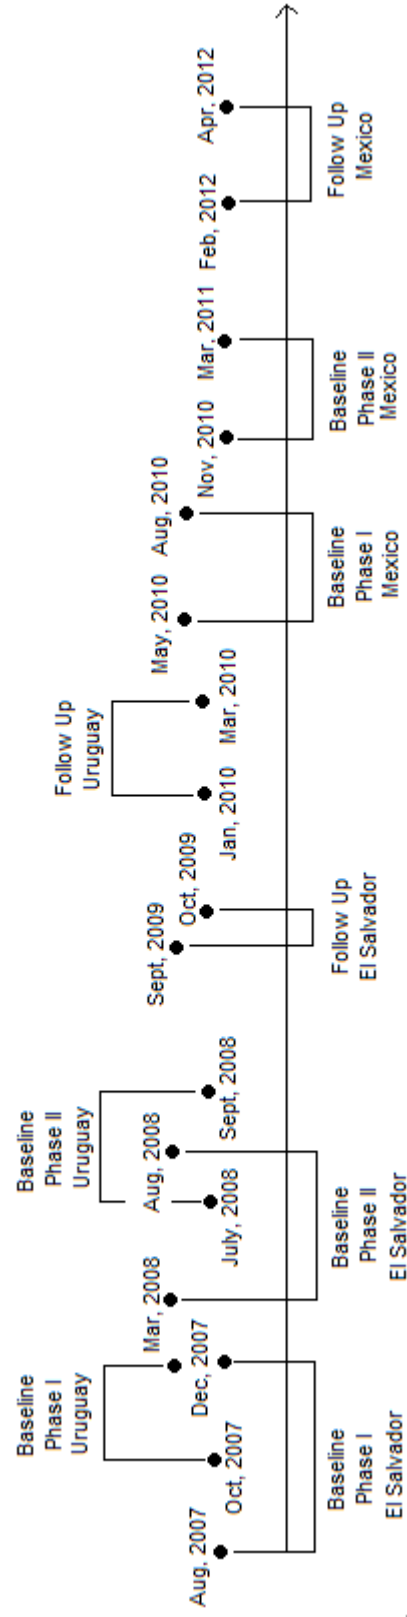 Baseline
Phase I
Uruguay
Baseline
Phase II
Uruguay
Follow Up
Uruguay
Aug, 2007
Oct, 2007
Dec, 2007
Mar, 2008
July, 2008
Aug, 2008
Sept, 2008
Sept, 2009
Oct, 2009
Jan, 2010
Mar, 2010
May, 2010
Aug, 2010
Nov, 2010
Mar, 2011
Feb, 2012
Apr, 2012
Baseline
Phase I
El Salvador
Baseline
Phase II
El Salvador
Follow Up
El Salvador
Baseline
Phase I
Mexico
Baseline
Phase II
Mexico
Follow Up
Mexico